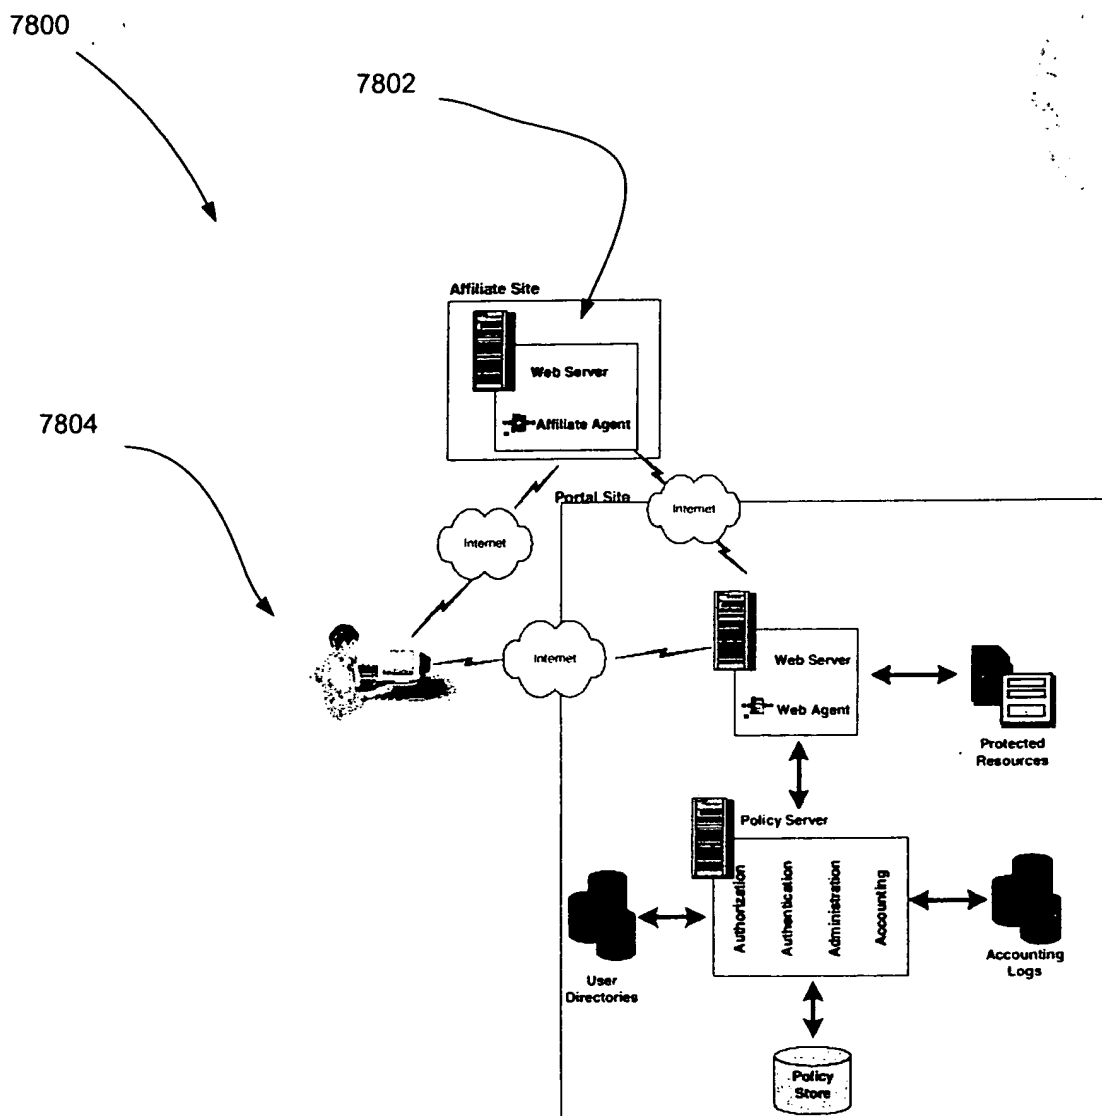 7800
7802
Affiliate Site
Web Server
Affiliate Agent
7804
Portal Site
Internet
Internet
Internet
Web Server
Web Agent
Protected
Resources
Policy Server
Authorization
Authentication
Administration
Accounting
User
Directories
Accounting
Logs
Policy
Store